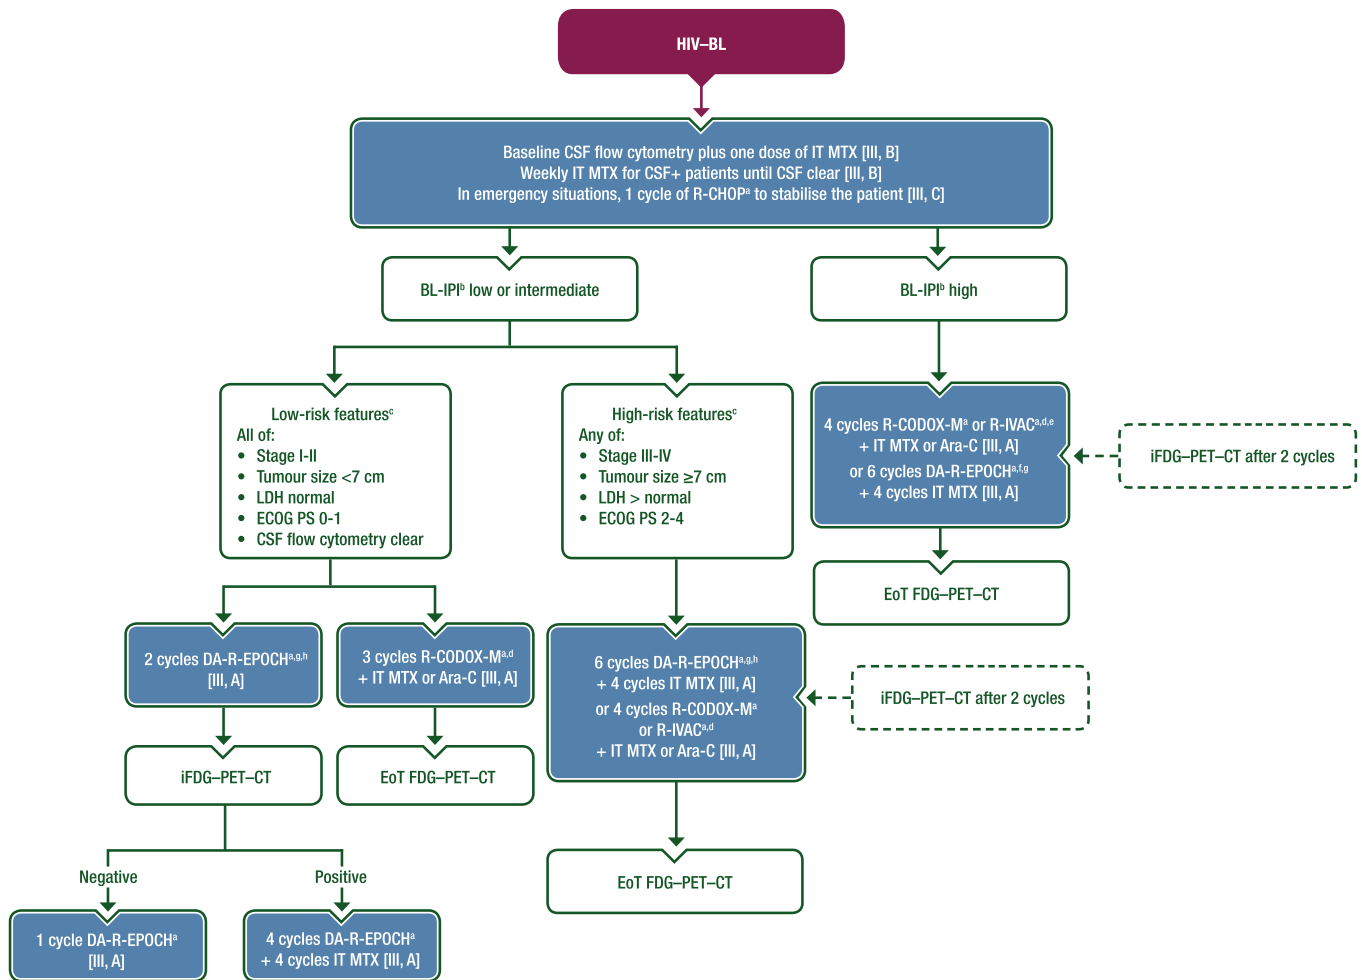 HIV–BL
Baseline CSF flow cytometry plus one dose of IT MTX [III, B]
Weekly IT MTX for CSF+ patients until CSF clear [III, B]
In emergency situations, 1 cycle of R-CHOPᵃ to stabilise the patient [III, C]
BL-IPIᵇ low or intermediate
BL-IPIᵇ high
Low-risk featuresᶜ
All of:
• Stage I-II
• Tumour size <7 cm
• LDH normal
• ECOG PS 0-1
• CSF flow cytometry clear
High-risk featuresᶜ
Any of:
• Stage III-IV
• Tumour size ≥7 cm
• LDH > normal
• ECOG PS 2-4
4 cycles R-CODOX-Mᵃ or R-IVACᵃ,ᵈ,ᵉ
+ IT MTX or Ara-C [III, A]
or 6 cycles DA-R-EPOCHᵃ,ᶠ,ᵍ
+ 4 cycles IT MTX [III, A]
iFDG–PET–CT after 2 cycles
EoT FDG–PET–CT
2 cycles DA-R-EPOCHᵃ,ᵍ,ʰ
[III, A]
3 cycles R-CODOX-Mᵃ,ᵈ
+ IT MTX or Ara-C [III, A]
6 cycles DA-R-EPOCHᵃ,ᵍ,ʰ
+ 4 cycles IT MTX [III, A]
or 4 cycles R-CODOX-Mᵃ
or R-IVACᵃ,ᵈ
+ IT MTX or Ara-C [III, A]
iFDG–PET–CT after 2 cycles
iFDG–PET–CT
EoT FDG–PET–CT
EoT FDG–PET–CT
Negative
Positive
1 cycle DA-R-EPOCHᵃ
[III, A]
4 cycles DA-R-EPOCHᵃ
+ 4 cycles IT MTX [III, A]